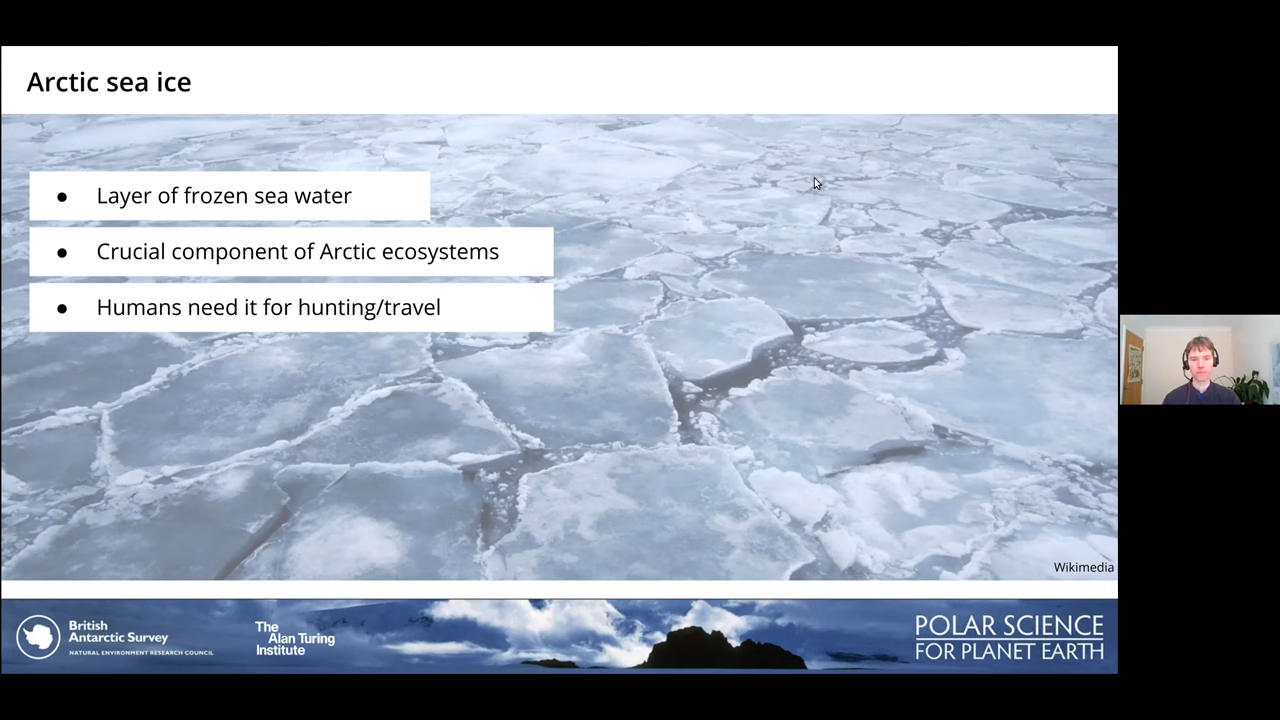 Arctic sea ice
● Layer of frozen sea water
● Crucial component of Arctic ecosystems
● Humans need it for hunting/travel
Wikimedia
British
Antarctic Survey
NATURAL ENVIRONMENT RESEARCH COUNCIL
The
Alan Turing
Institute
POLAR SCIENCE
FOR PLANET EARTH